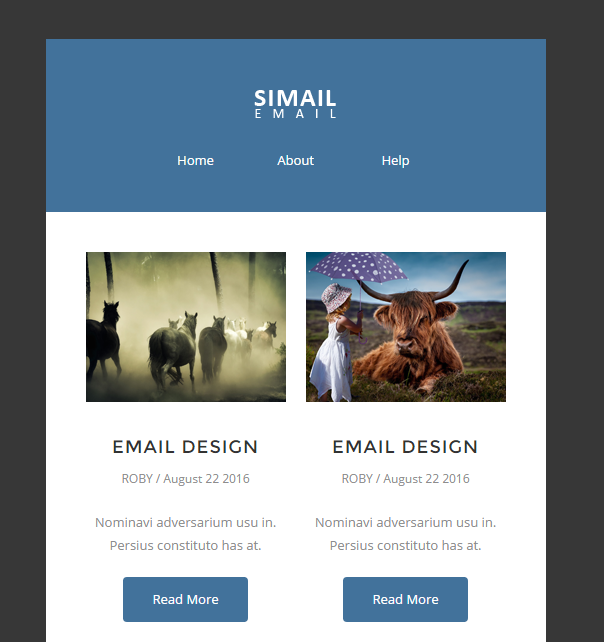 SIMAIL
EMAIL
Home About Help
EMAIL DESIGN
ROBY / August 22 2016
Nominavi adversarium usu in.
Persius constituto has at.
Read More
EMAIL DESIGN
ROBY / August 22 2016
Nominavi adversarium usu in.
Persius constituto has at.
Read More